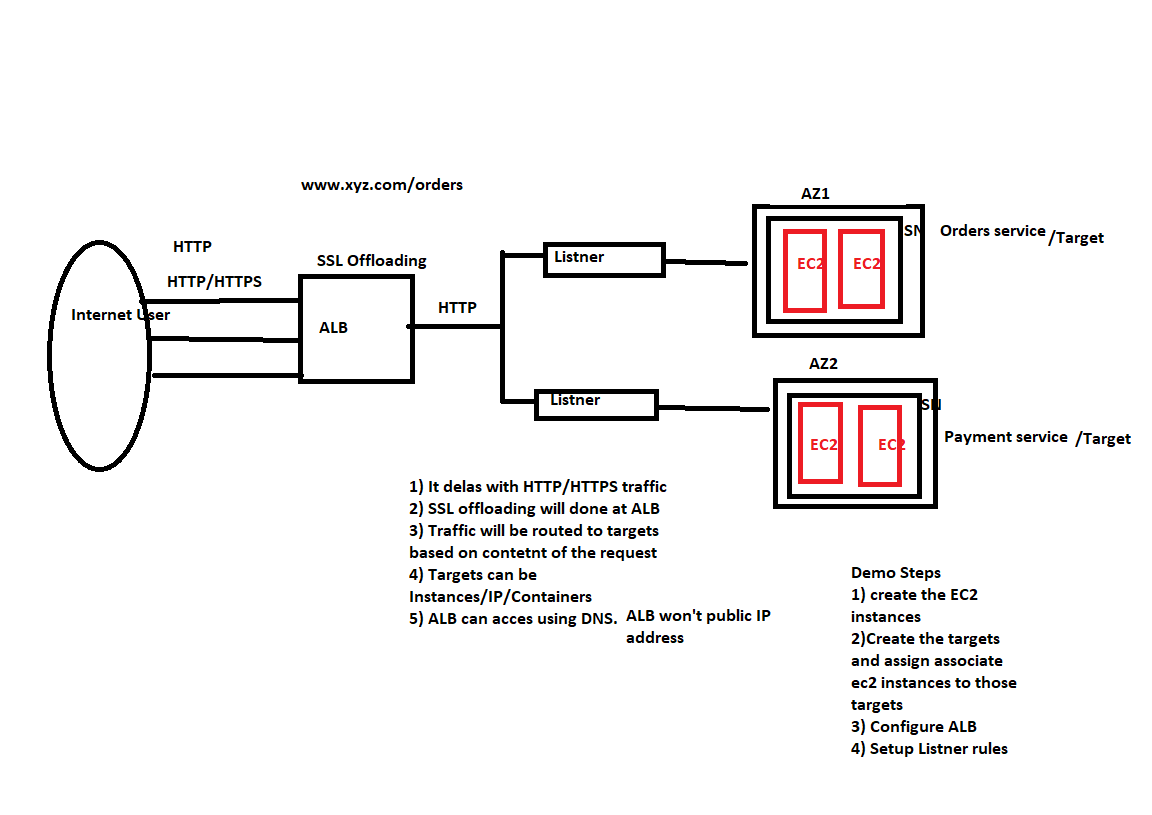 www.xyz.com/orders
HTTP
HTTP/HTTPS
Internet User
SSL Offloading
ALB
HTTP
Listner
Listner
AZ1
EC2
EC2
SN
Orders service
/Target
AZ2
EC2
EC2
SN
Payment service
/Target
1) It delas with HTTP/HTTPS traffic
2) SSL offloading will done at ALB
3) Traffic will be routed to targets
based on contetnt of the request
4) Targets can be
Instances/IP/Containers
5) ALB can acces using DNS.
ALB won't public IP
address
Demo Steps
1) create the EC2
instances
2)Create the targets
and assign associate
ec2 instances to those
targets
3) Configure ALB
4) Setup Listner rules